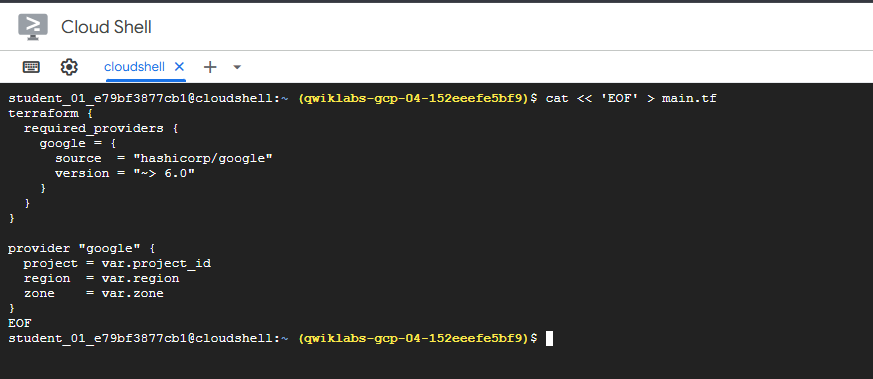 Cloud Shell
cloudshell
student_01_e79bf3877cb1@cloudshell:~ (qwiklabs-gcp-04-152eeefe5bf9)$ cat << 'EOF' > main.tf
terraform {
  required_providers {
    google = {
      source  = "hashicorp/google"
      version = "~> 6.0"
    }
  }
}

provider "google" {
  project = var.project_id
  region  = var.region
  zone    = var.zone
}
EOF
student_01_e79bf3877cb1@cloudshell:~ (qwiklabs-gcp-04-152eeefe5bf9)$